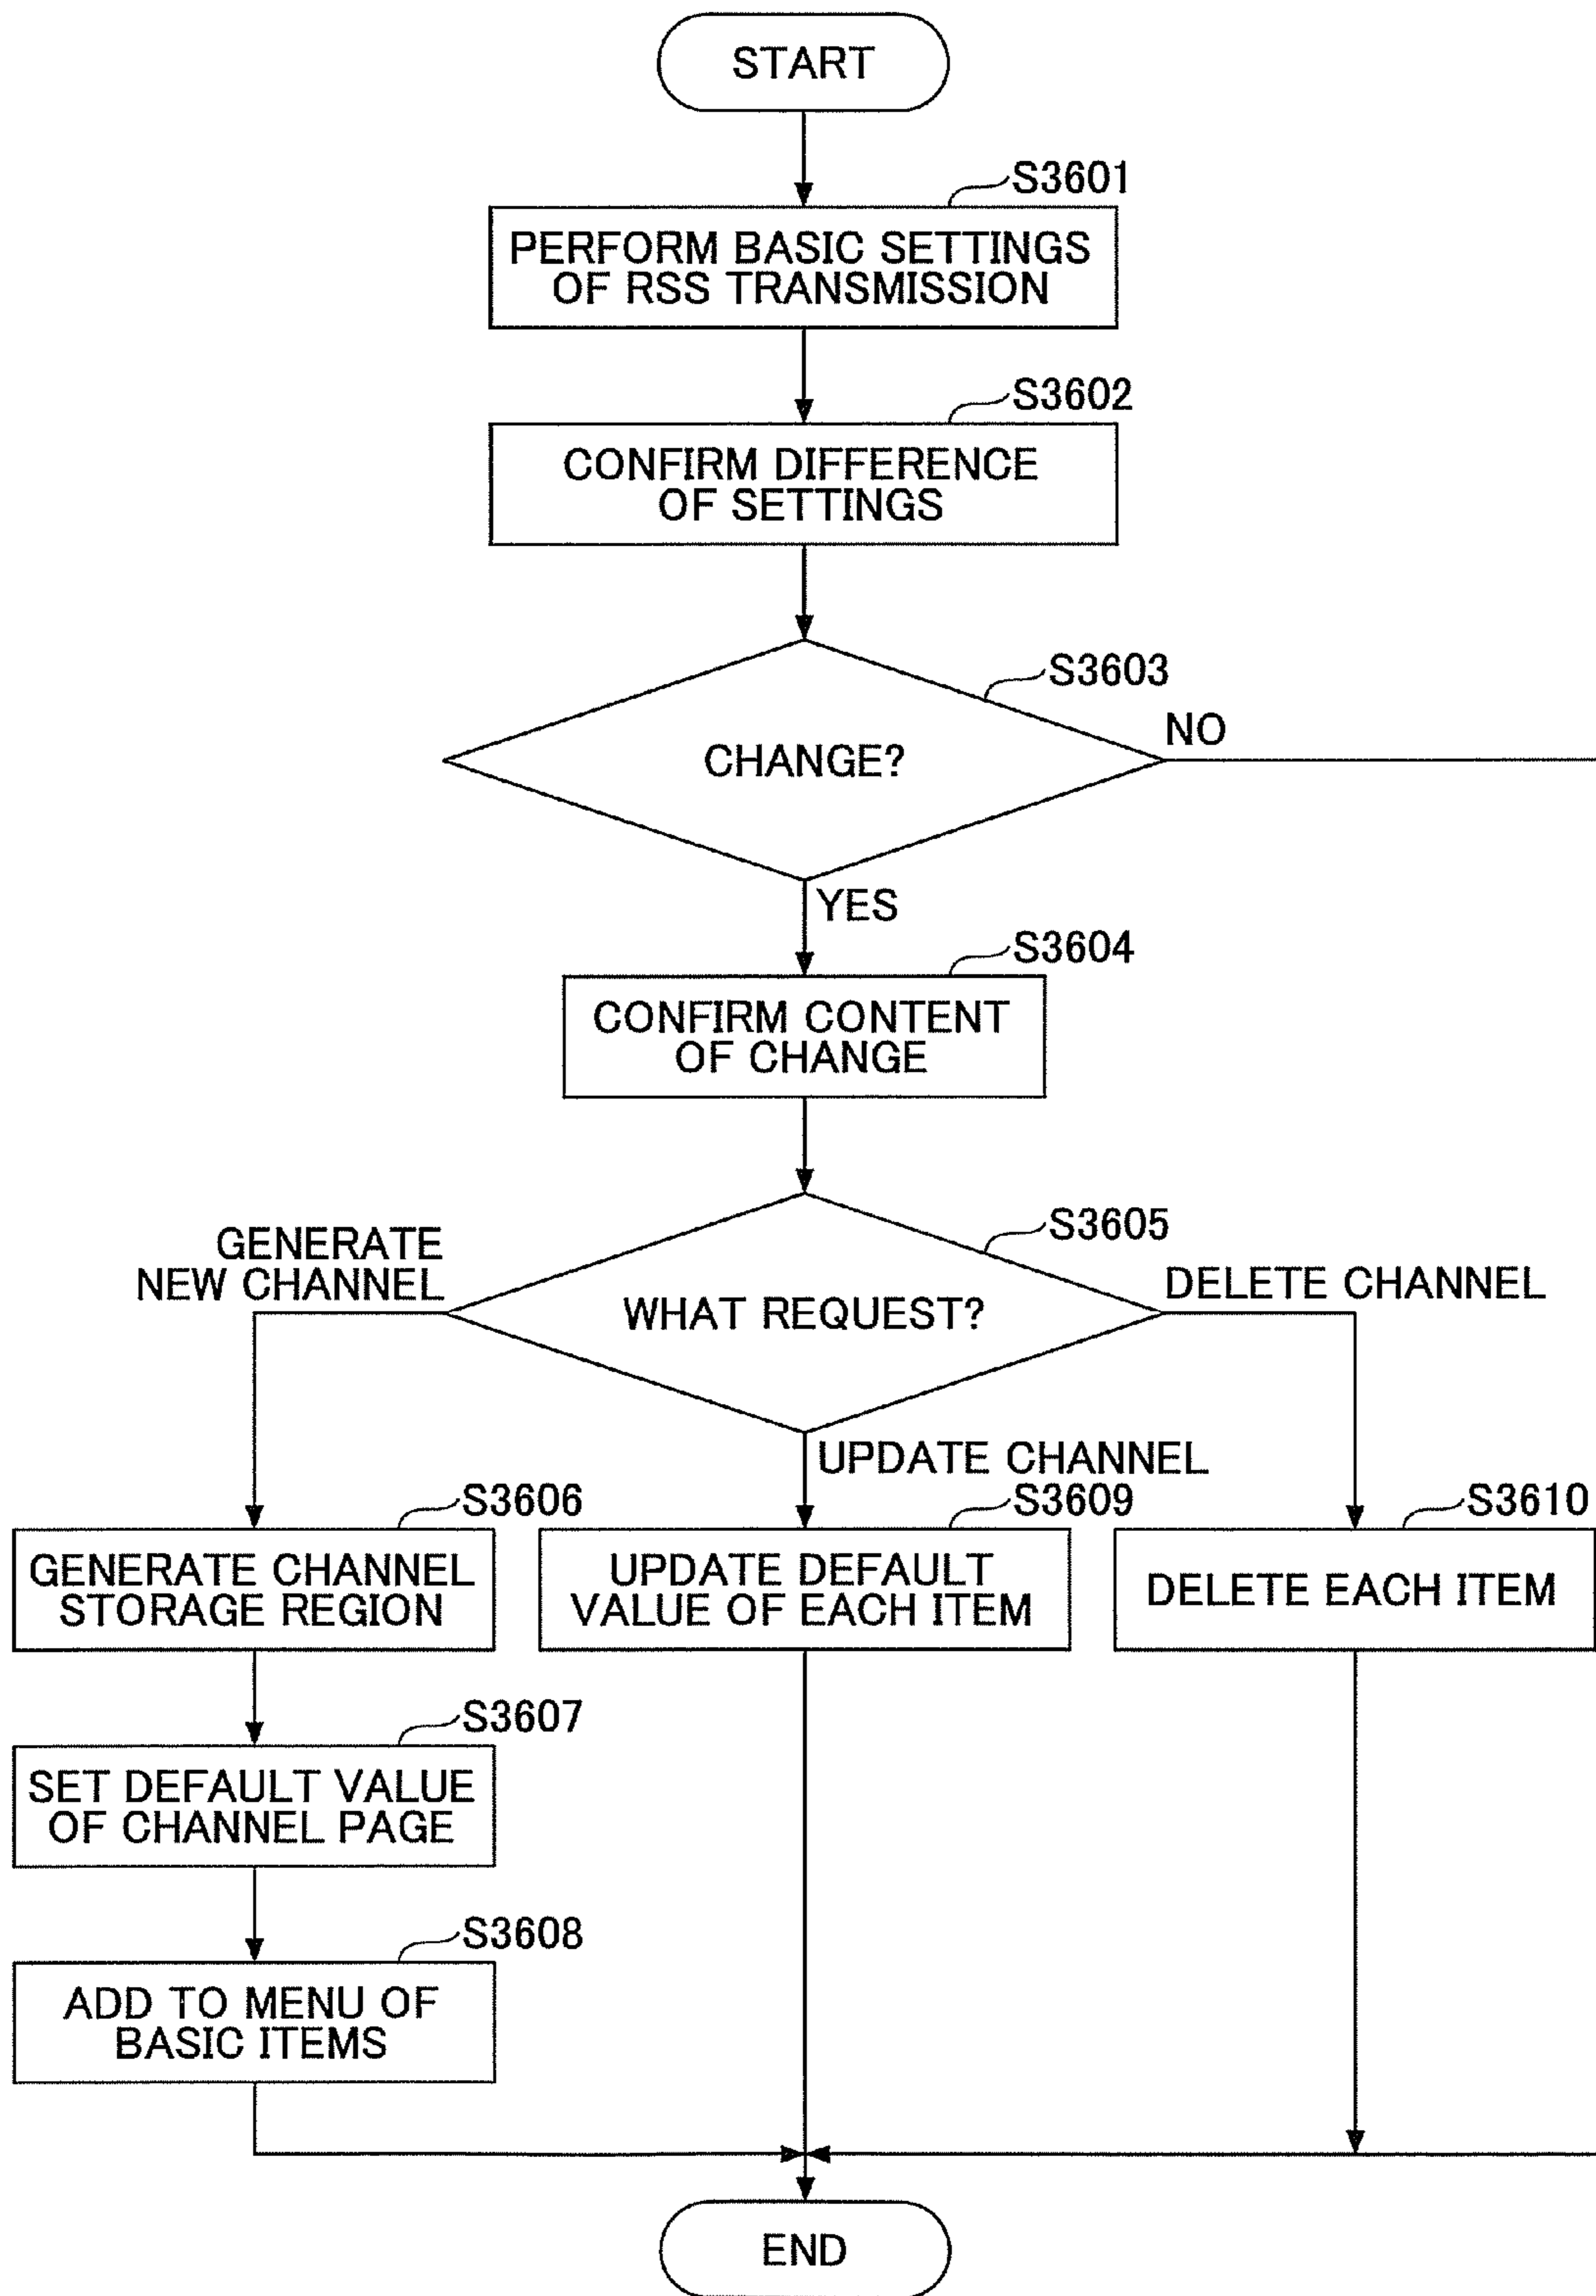 START
S3601
PERFORM BASIC SETTINGS
OF RSS TRANSMISSION
S3602
CONFIRM DIFFERENCE
OF SETTINGS
S3603
CHANGE?
NO
YES
S3604
CONFIRM CONTENT
OF CHANGE
S3605
GENERATE
NEW CHANNEL
WHAT REQUEST?
DELETE CHANNEL
UPDATE CHANNEL
S3606
GENERATE CHANNEL
STORAGE REGION
S3609
UPDATE DEFAULT
VALUE OF EACH ITEM
S3610
DELETE EACH ITEM
S3607
SET DEFAULT VALUE
OF CHANNEL PAGE
S3608
ADD TO MENU OF
BASIC ITEMS
END